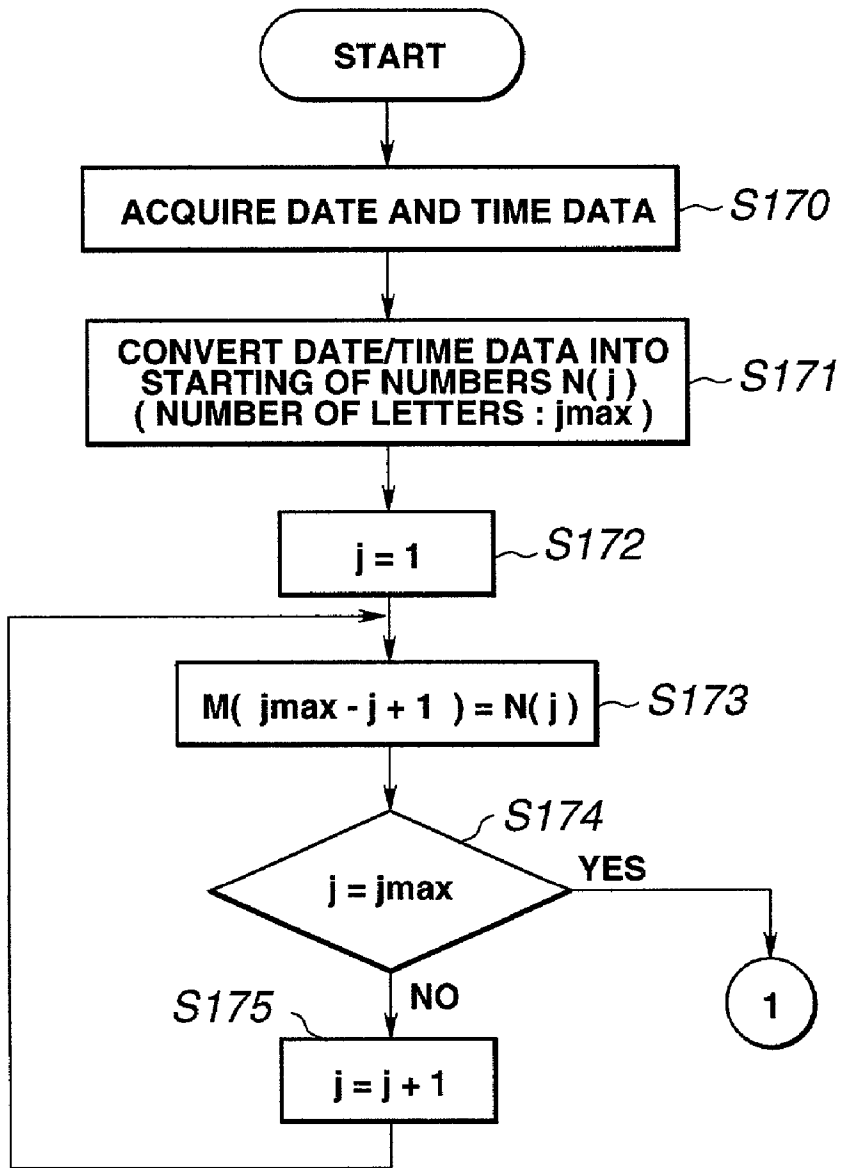 START
ACQUIRE DATE AND TIME DATA
S170
CONVERT DATE/TIME DATA INTO
STARTING OF NUMBERS N( j )
( NUMBER OF LETTERS : jmax )
S171
j = 1
S172
M( jmax - j + 1 ) = N( j )
S173
S174
j = jmax
YES
1
NO
S175
j = j + 1